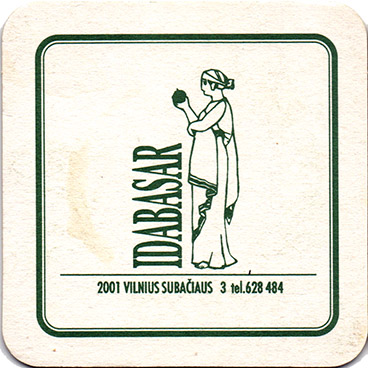 IDABASAR
2001 VILNIUS SUBAČIAUS 3 tel.628 484